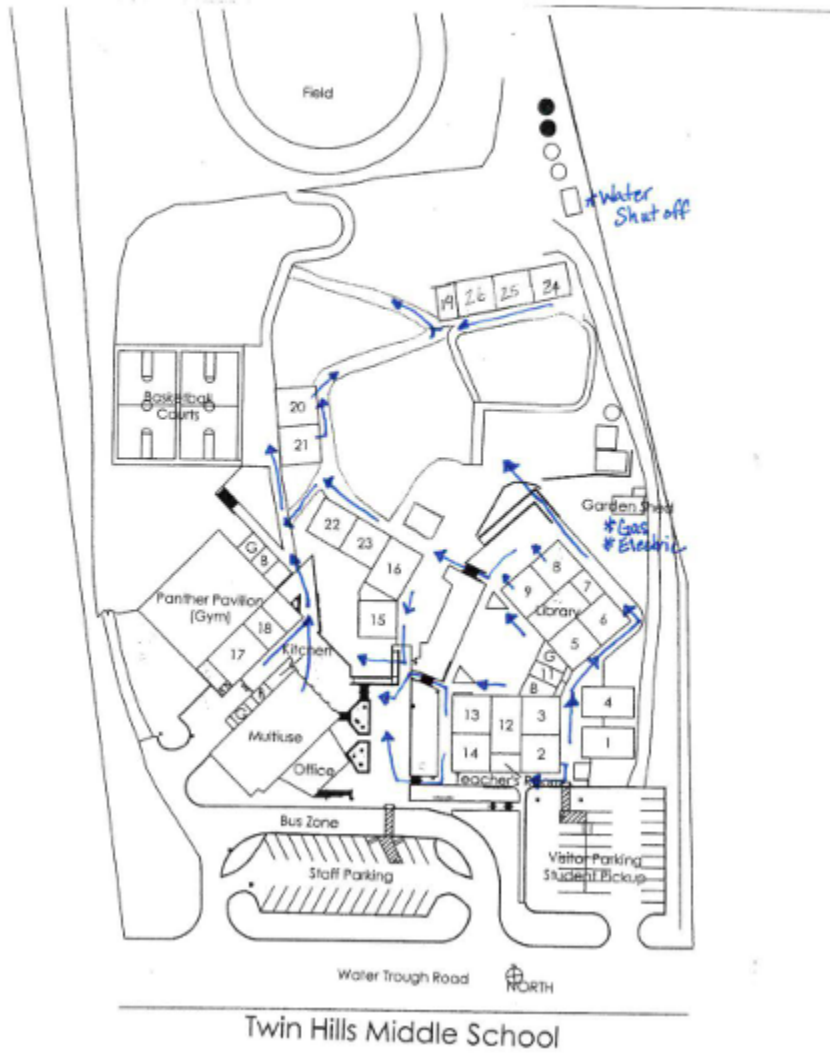 Field
*Water
Shut off
19 26 25 24
Basketball
Courts
20
21
Garden Shed
*Gas
*Electric
22
23
16
15
G
B
Panther Pavilion
(Gym)
18
17
Kitchen
8
7
9
Library
6
5
G
B
4
1
13
12
3
14
2
Multiuse
Office
Teacher's
Bus Zone
Staff Parking
Visitor Parking
Student Pickup
Water Trough Road
NORTH
Twin Hills Middle School